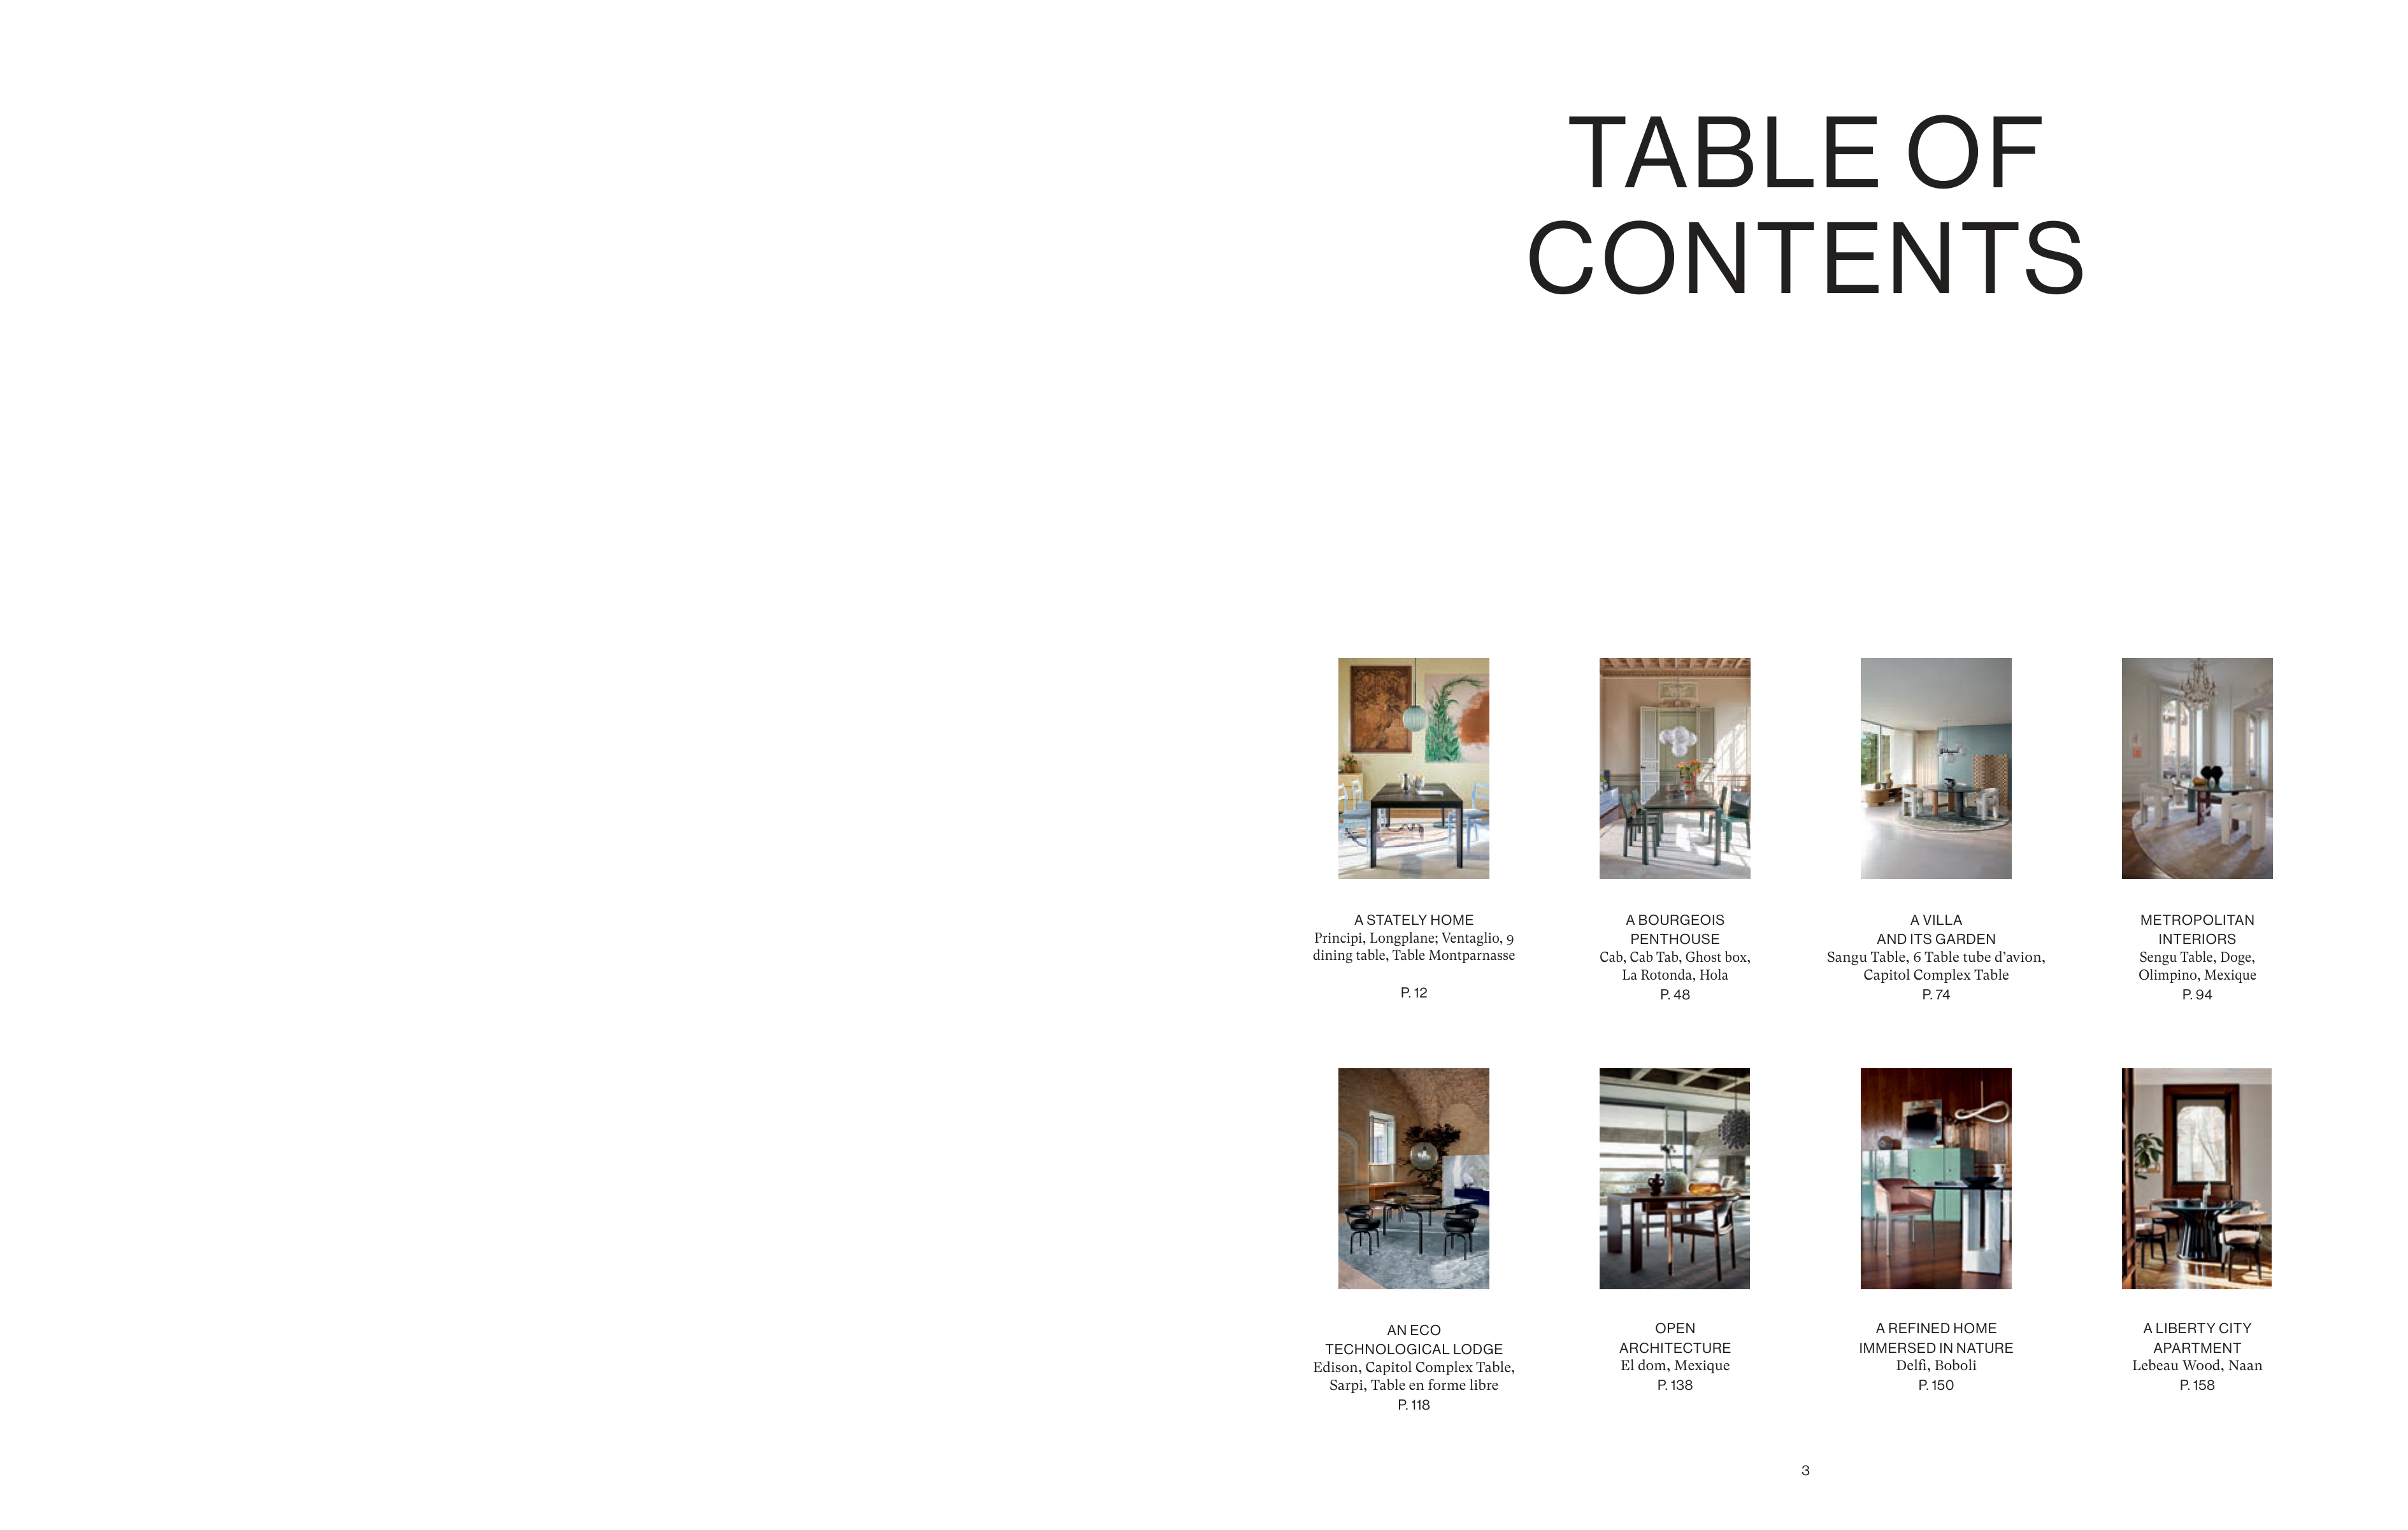 TABLE OF
CONTENTS
A STATELY HOME
Principi, Longplane; Ventaglio, 9
dining table, Table Montparnasse
P. 12
A BOURGEOIS
PENTHOUSE
Cab, Cab Tab, Ghost box,
La Rotonda, Hola
P. 48
A VILLA
AND ITS GARDEN
Sangu Table, 6 Table tube d’avion,
Capitol Complex Table
P. 74
METROPOLITAN
INTERIORS
Sengu Table, Doge,
Olimpino, Mexique
P. 94
AN ECO
TECHNOLOGICAL LODGE
Edison, Capitol Complex Table,
Sarpi, Table en forme libre
P. 118
OPEN
ARCHITECTURE
El dom, Mexique
P. 138
A REFINED HOME
IMMERSED IN NATURE
Delfi, Boboli
P. 150
A LIBERTY CITY
APARTMENT
Lebeau Wood, Naan
P. 158
3